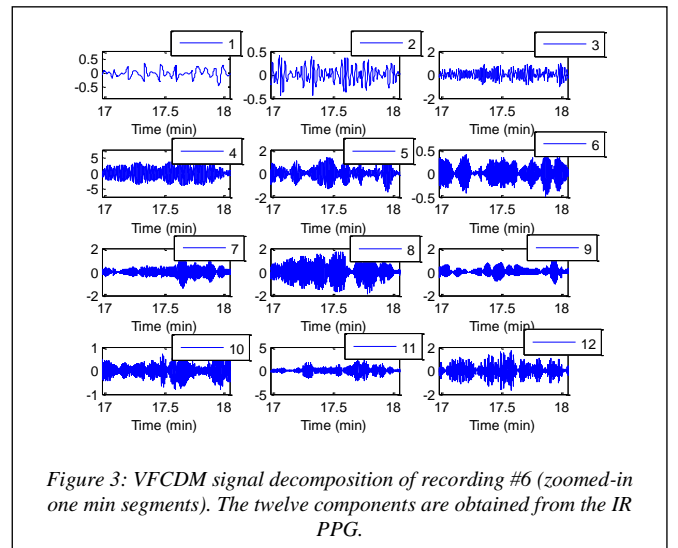 1 2 3
0.5 0.5 2
0 0 0
-0.5 -0.5 -2
17 17.5 18 17 17.5 18 17 17.5 18
Time (min) Time (min) Time (min)
4 5 6
5 2 0.5
0 0 0
-5 -2 -0.5
17 17.5 18 17 17.5 18 17 17.5 18
Time (min) Time (min) Time (min)
7 8 9
2 2 2
0 0 0
-2 -2 -2
17 17.5 18 17 17.5 18 17 17.5 18
Time (min) Time (min) Time (min)
10 11 12
1 5 2
0 0 0
-1 -5 -2
17 17.5 18 17 17.5 18 17 17.5 18
Time (min) Time (min) Time (min)
Figure 3: VFCDM signal decomposition of recording #6 (zoomed-in
one min segments). The twelve components are obtained from the IR
PPG.